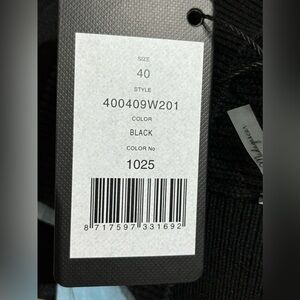 SIZE
40
STYLE
400409W201
COLOR
BLACK
COLOR No
1025
8 717597 331692